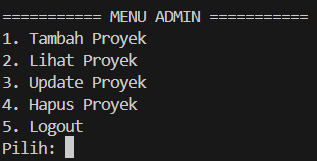 =========== MENU ADMIN ===========
1. Tambah Proyek
2. Lihat Proyek
3. Update Proyek
4. Hapus Proyek
5. Logout
Pilih: